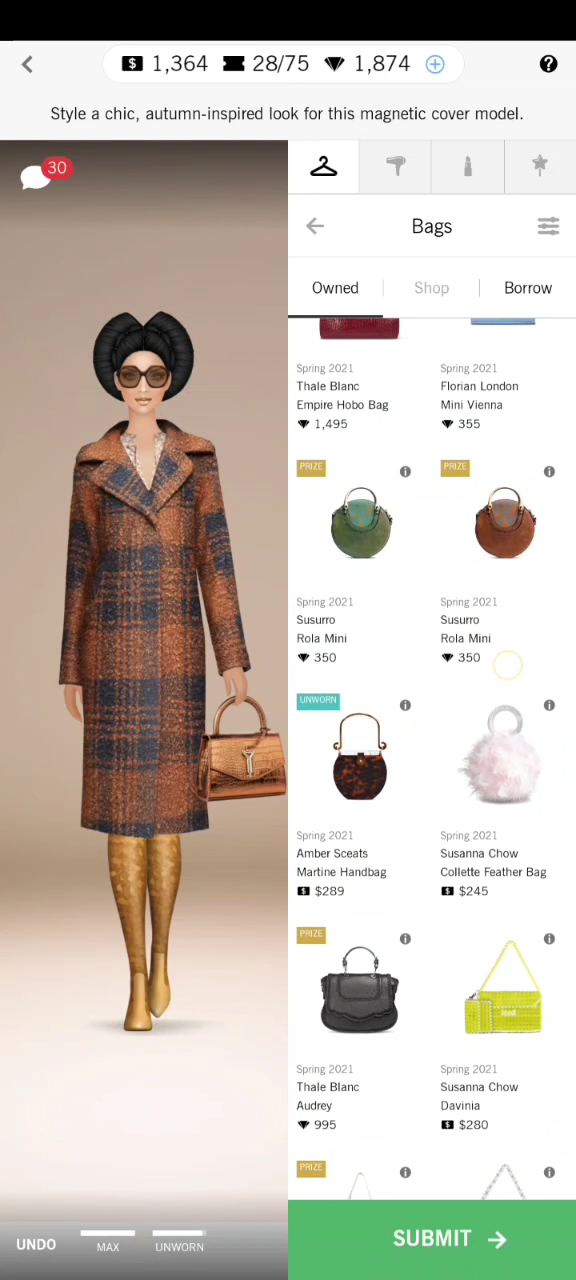 1,364
28/75
1,874
Style a chic, autumn-inspired look for this magnetic cover model.
30
Bags
Owned
Shop
Borrow
Spring 2021
Thale Blanc
Empire Hobo Bag
1,495
Spring 2021
Florian London
Mini Vienna
355
PRIZE
Spring 2021
Susurro
Rola Mini
350
PRIZE
Spring 2021
Susurro
Rola Mini
350
UNWORN
Spring 2021
Amber Sceats
Martine Handbag
$289
Spring 2021
Susanna Chow
Collette Feather Bag
$245
PRIZE
Spring 2021
Thale Blanc
Audrey
995
Spring 2021
Susanna Chow
Davinia
$280
PRIZE
UNDO
MAX
UNWORN
SUBMIT